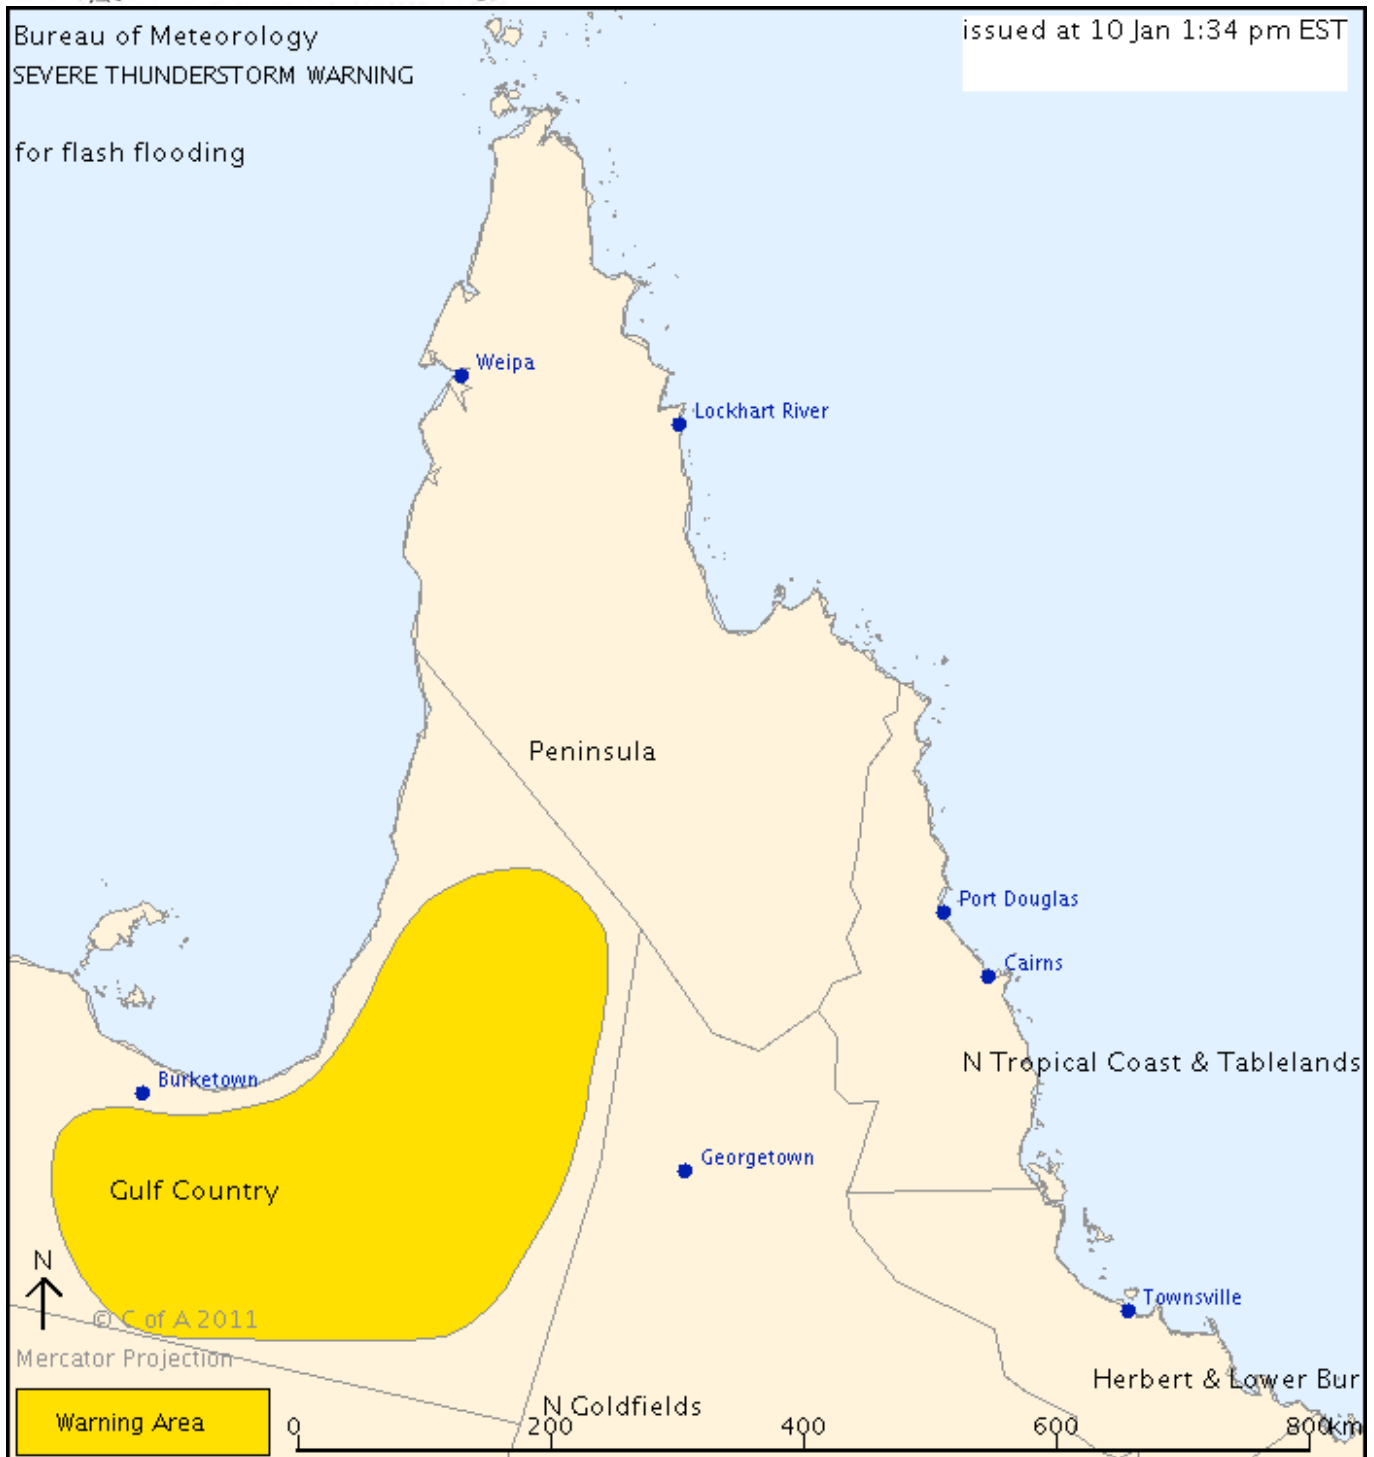 Bureau of Meteorology
issued at 10 Jan 1:34 pm EST
SEVERE THUNDERSTORM WARNING
for flash flooding
Weipa
Lockhart River
Peninsula
Port Douglas
Cairns
N Tropical Coast & Tablelands
Burketown
Georgetown
Gulf Country
N
Townsville
© C of A 2011
Mercator Projection
Herbert & Lower Bur
N Goldfields
Warning Area
0 200 400 600 800km